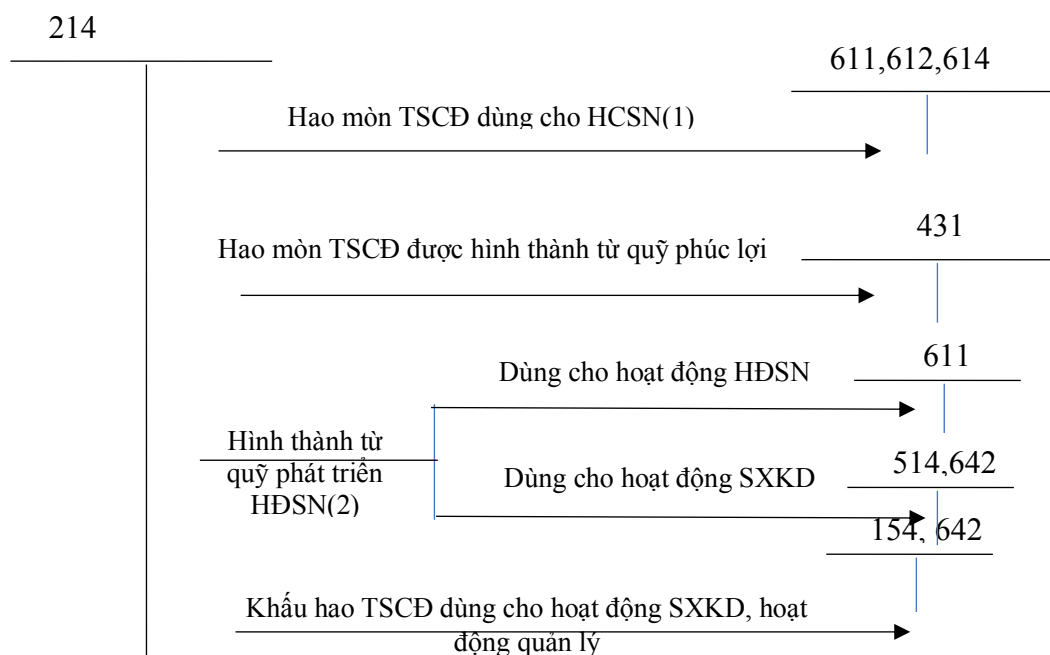 214
611,612,614
Hao mòn TSCĐ dùng cho HCSN(1)
431
Hao mòn TSCĐ được hình thành từ quỹ phúc lợi
611
Dùng cho hoạt động HĐSN
Hình thành từ
quỹ phát triển
HĐSN(2)
514,642
Dùng cho hoạt động SXKD
154, 642
Khấu hao TSCĐ dùng cho hoạt động SXKD, hoạt
động quản lý